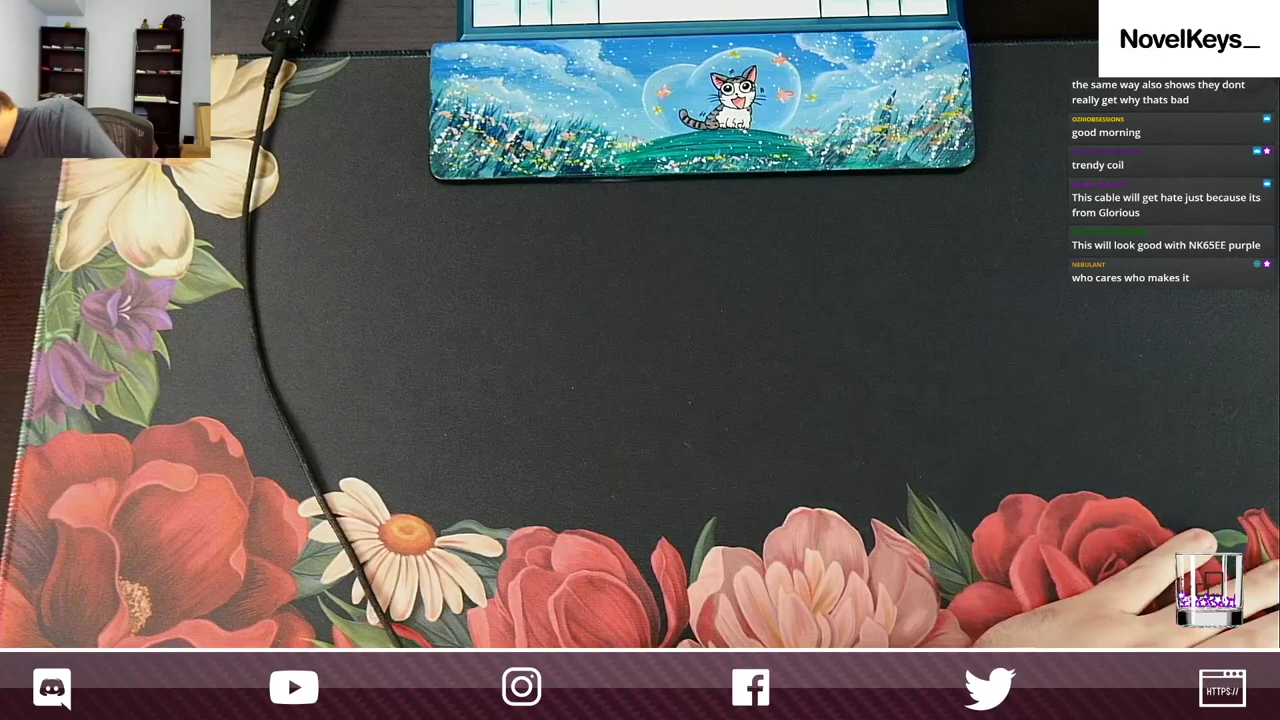 NovelKeys_
the same way also shows they dont
really get why thats bad
OZIIIOBSESSIONS
good morning
trendy coil
This cable will get hate just because its
from Glorious
This will look good with NK65EE purple
NEBULANT
who cares who makes it
HTTPS://